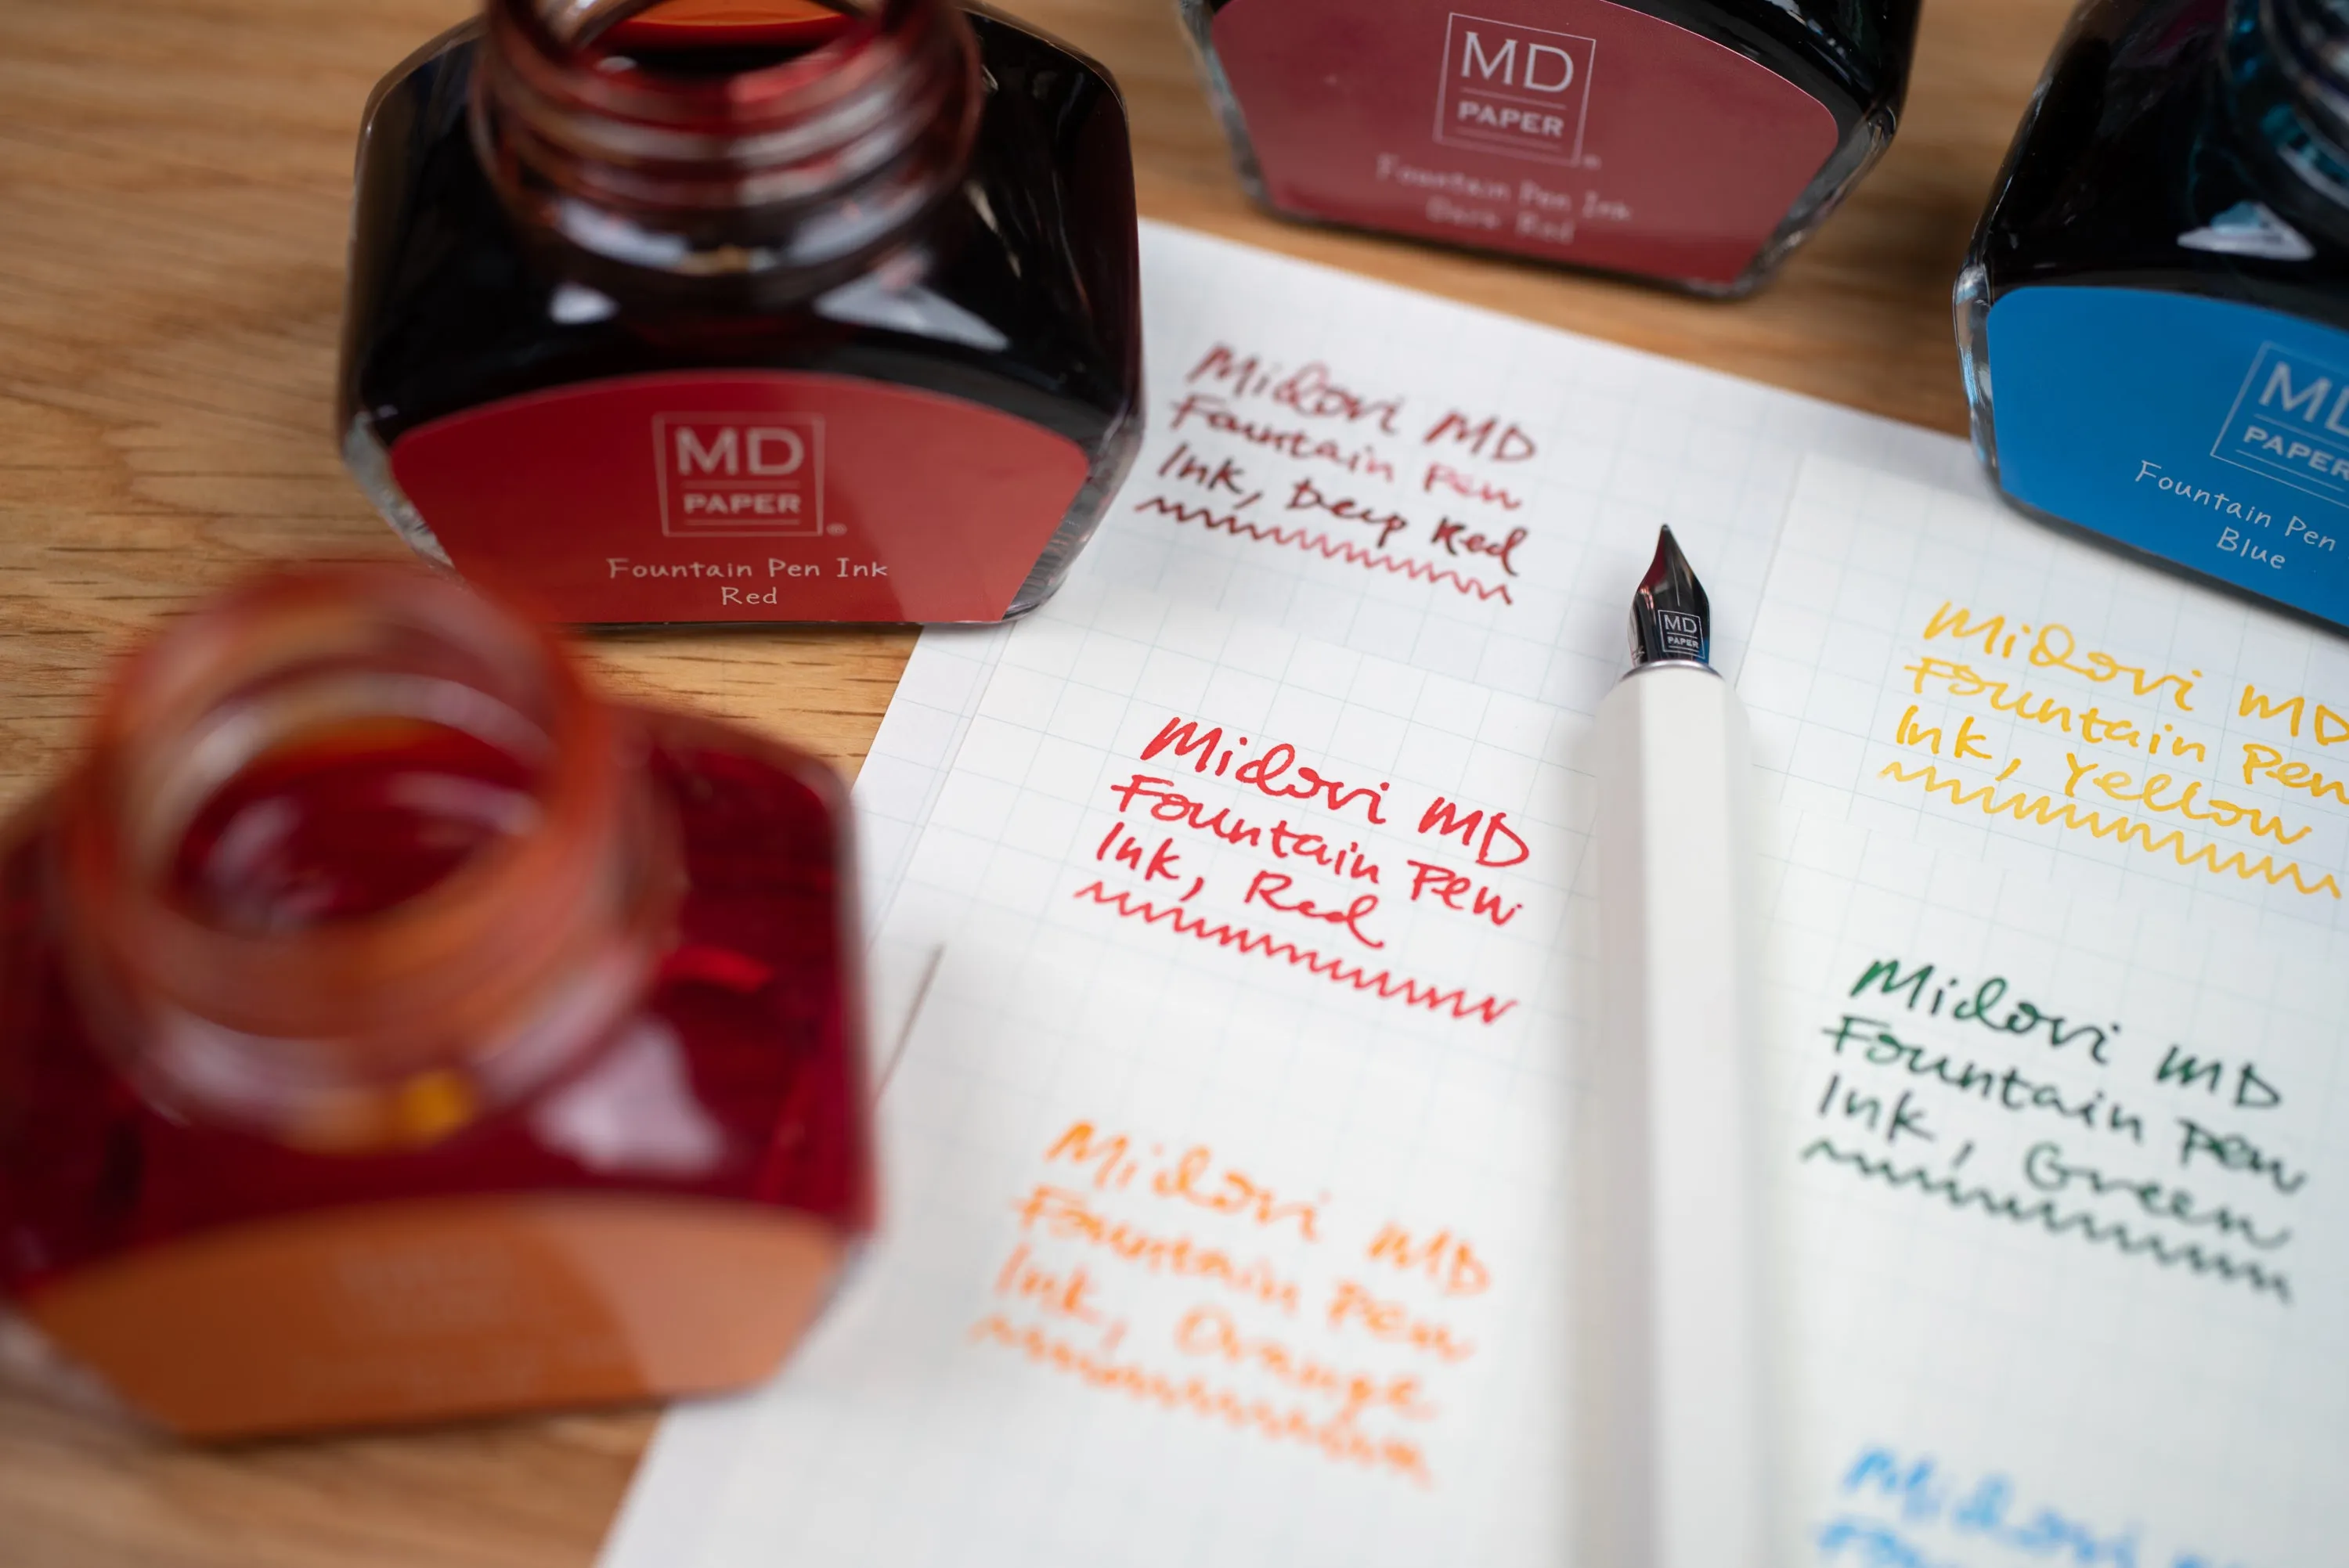 MD
PAPER
Fountain Pen Ink
Red
MD
PAPER
Fountain Pen Ink
Dark Red
MD
PAPER
Fountain Pen
Blue
Midori MD
Fountain Pen
Ink, Deep Red
Midori MD
Fountain Pen
Ink, Red
Midori MD
Fountain Pen
Ink, Orange
MD
PAPER
Midori MD
Fountain Pen
Ink, Yellow
Midori MD
Fountain Pen
Ink, Green
Midori